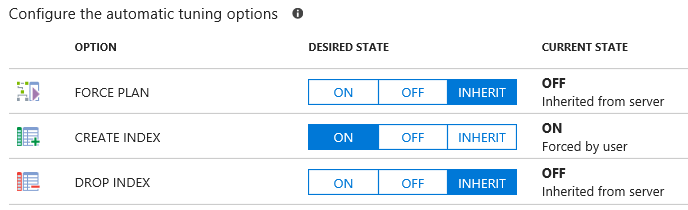 Configure the automatic tuning options
OPTION DESIRED STATE CURRENT STATE
FORCE PLAN ON OFF INHERIT OFF
Inherited from server
CREATE INDEX ON OFF INHERIT ON
Forced by user
DROP INDEX ON OFF INHERIT OFF
Inherited from server